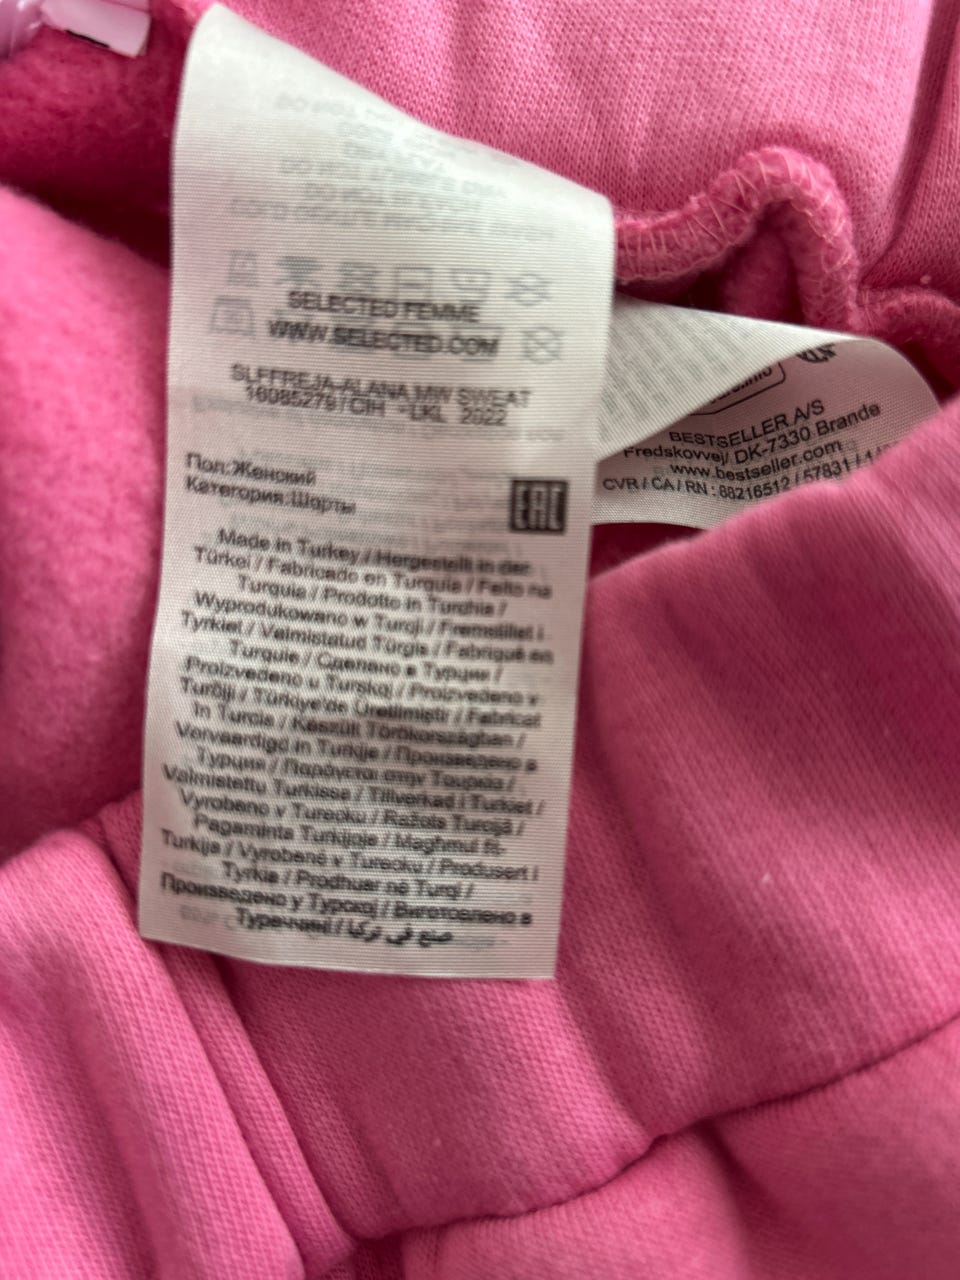 SELECTED FEMME
WWW.SELECTED.COM
SLFFREJA-ALANA MW SWEAT
16085279 / CIH -LKL 2022
Пол:Женский
Категория:Шорты
EAC
Made in Turkey / Hergestellt in der
Türkei / Fabricado en Turquía / Feito na
Turquia / Prodotto in Turchia /
Wyprodukowano w Turcji / Fremstillet i
Tyrkiet / Valmistatud Türgis / Fabriqué en
Turquie / Сделано в Турции /
Proizvedeno u Turskoj / Proizvedeno v
Turčiji / Türkiye'de Üretilmiştir / Fabricat
în Turcia / Készült Törökországban /
Vervaardigd in Turkije / Произведено в
Турция / Παράγεται στην Τουρκία /
Valmistettu Turkissa / Tillverkad i Turkiet /
Vyrobeno v Turecku / Ražots Turcijā /
Pagaminta Turkijoje / Maghmul fit-
Turkija / Vyrobené v Turecku / Produsert i
Tyrkia / Prodhuar në Turqi /
Произведено у Турској / Виготовлено в
Туреччині / صنع في تركيا
BESTSELLER A/S
Fredskovvej DK-7330 Brande
www.bestseller.com
CVR / CA / RN : 88216512 /